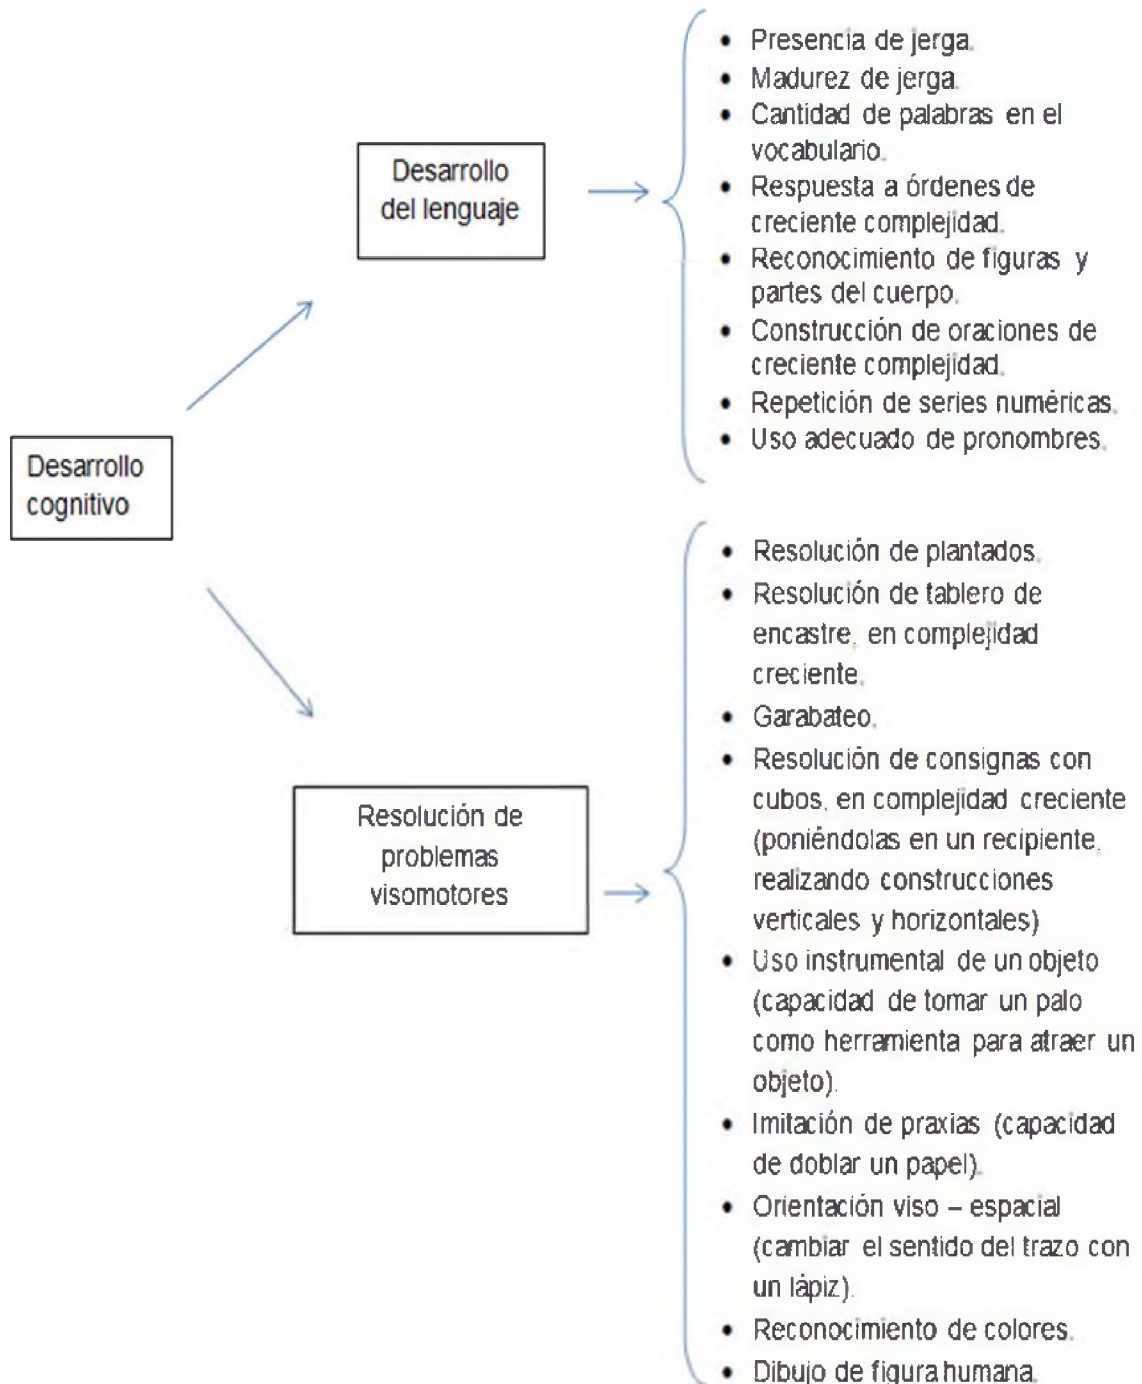 Desarrollo
cognitivo
Desarrollo
del lenguaje
• Presencia de jerga.
• Madurez de jerga.
• Cantidad de palabras en el
vocabulario.
• Respuesta a órdenes de
creciente complejidad.
• Reconocimiento de figuras y
partes del cuerpo.
• Construcción de oraciones de
creciente complejidad.
• Repetición de series numéricas.
• Uso adecuado de pronombres.
Resolución de
problemas
visomotores
• Resolución de plantados.
• Resolución de tablero de
encastre, en complejidad
creciente.
• Garabateo.
• Resolución de consignas con
cubos, en complejidad creciente
(poniéndolas en un recipiente,
realizando construcciones
verticales y horizontales)
• Uso instrumental de un objeto
(capacidad de tomar un palo
como herramienta para atraer un
objeto).
• Imitación de praxias (capacidad
de doblar un papel).
• Orientación viso – espacial
(cambiar el sentido del trazo con
un lápiz).
• Reconocimiento de colores.
• Dibujo de figura humana.